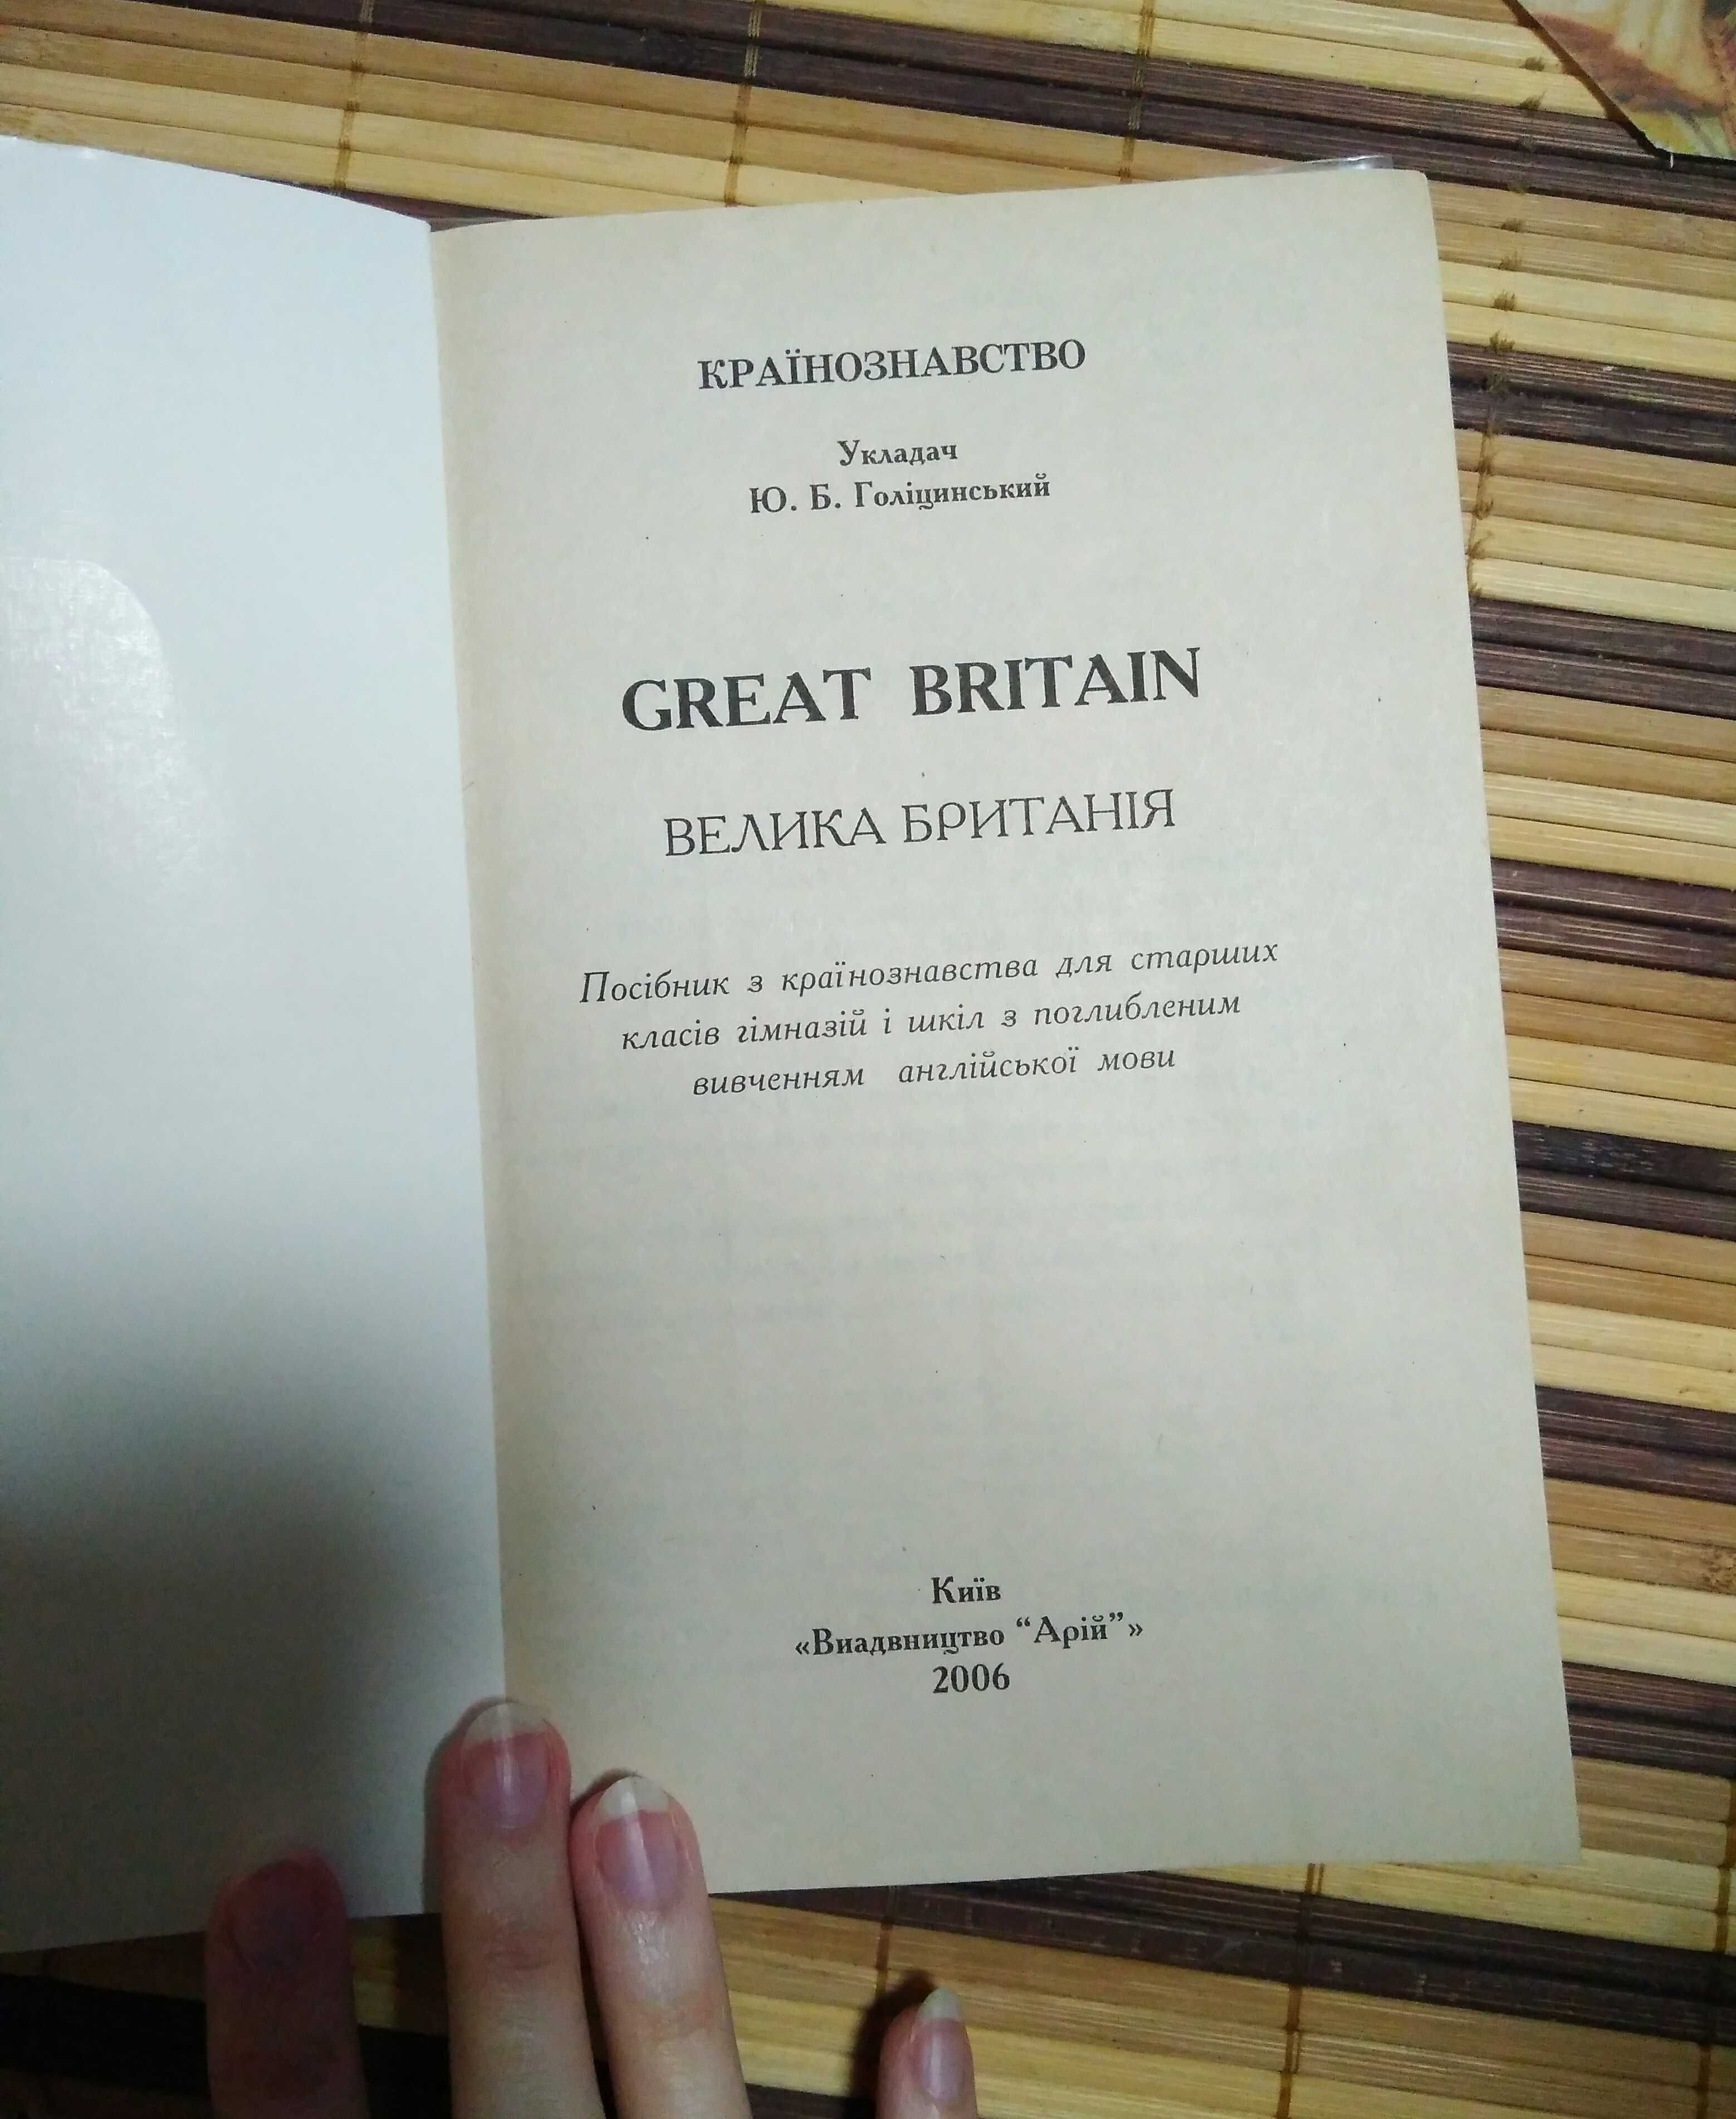 КРАЇНОЗНАВСТВО
Укладач
Ю. Б. Голіцинський
GREAT BRITAIN
ВЕЛИКА БРИТАНІЯ
Посібник з країнознавства для старших
класів гімназій і шкіл з поглибленим
вивченням англійської мови
Київ
«Виадвництво “Арій”»
2006